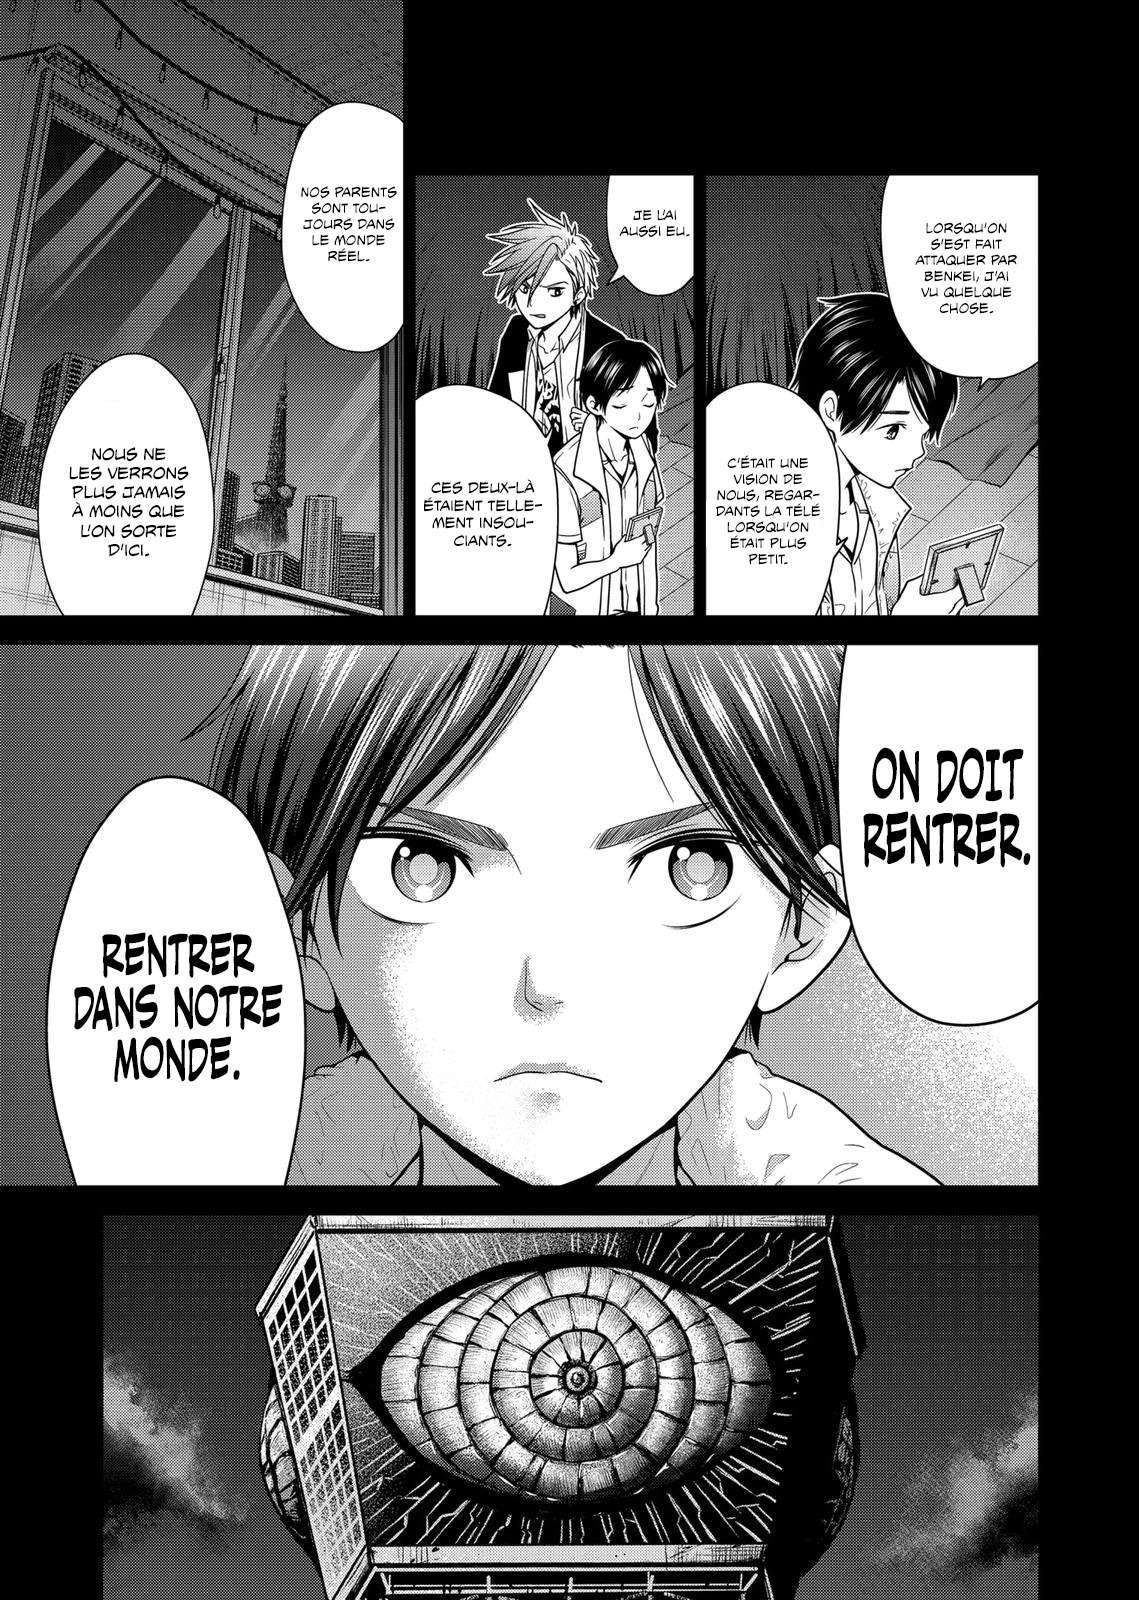 LORSQU'ON
S'EST FAIT
ATTAQUER PAR
BENKEI, J'AI
VU QUELQUE
CHOSE.
C'ÉTAIT UNE
VISION DE
NOUS, REGAR-
DANTS LA TÉLÉ
LORSQU'ON
ÉTAIT PLUS
PETIT.
JE L'AI
AUSSI EU.
CES DEUX-LÀ
ÉTAIENT TELLE-
MENT INSOU-
CIANTS.
NOS PARENTS
SONT TOU-
JOURS DANS
LE MONDE
RÉEL.
NOUS NE
LES VERRONS
PLUS JAMAIS
À MOINS QUE
L'ON SORTE
D'ICI.
ON DOIT
RENTRER.
RENTRER
DANS NOTRE
MONDE.